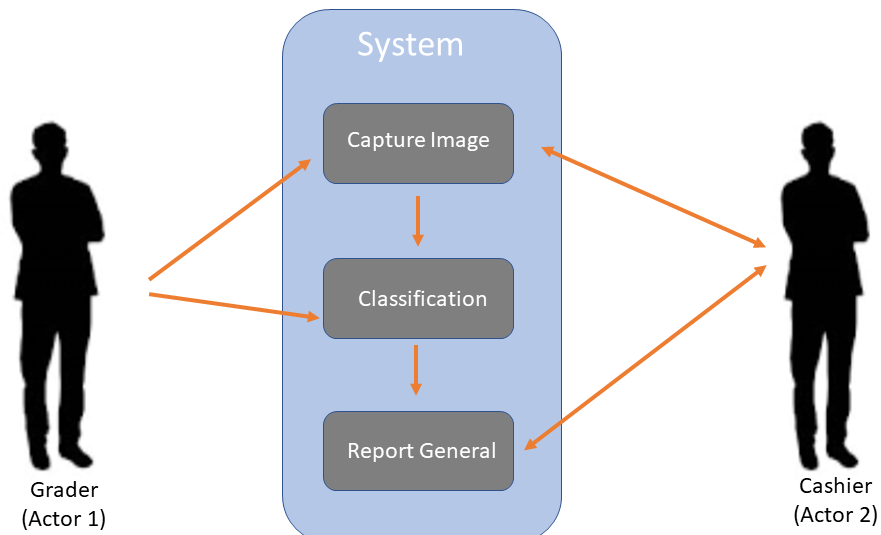 System
Capture Image
Classification
Report General
Grader
(Actor 1)
Cashier
(Actor 2)